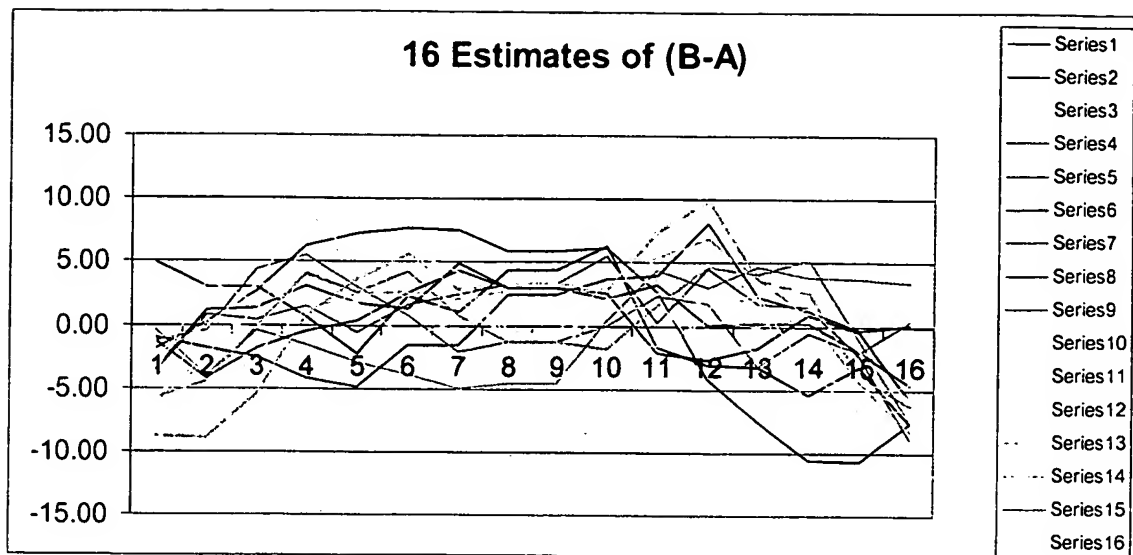 16 Estimates of (B-A)
15.00
10.00
5.00
0.00
-5.00
-10.00
-15.00
1 2 3 4 5 6 7 8 9 10 11 12 13 14 15 16
Series1
Series2
Series3
Series4
Series5
Series6
Series7
Series8
Series9
Series10
Series11
Series12
Series13
Series14
Series15
Series16